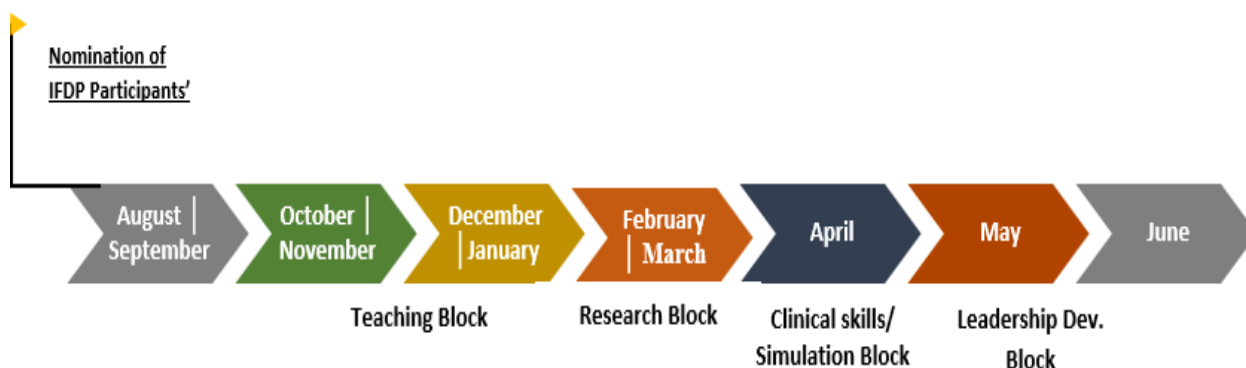 Nomination of
IFDP Participants’
August |
September
October |
November
December
| January
February
| March
April
May
June
Teaching Block
Research Block
Clinical skills/
Simulation Block
Leadership Dev.
Block